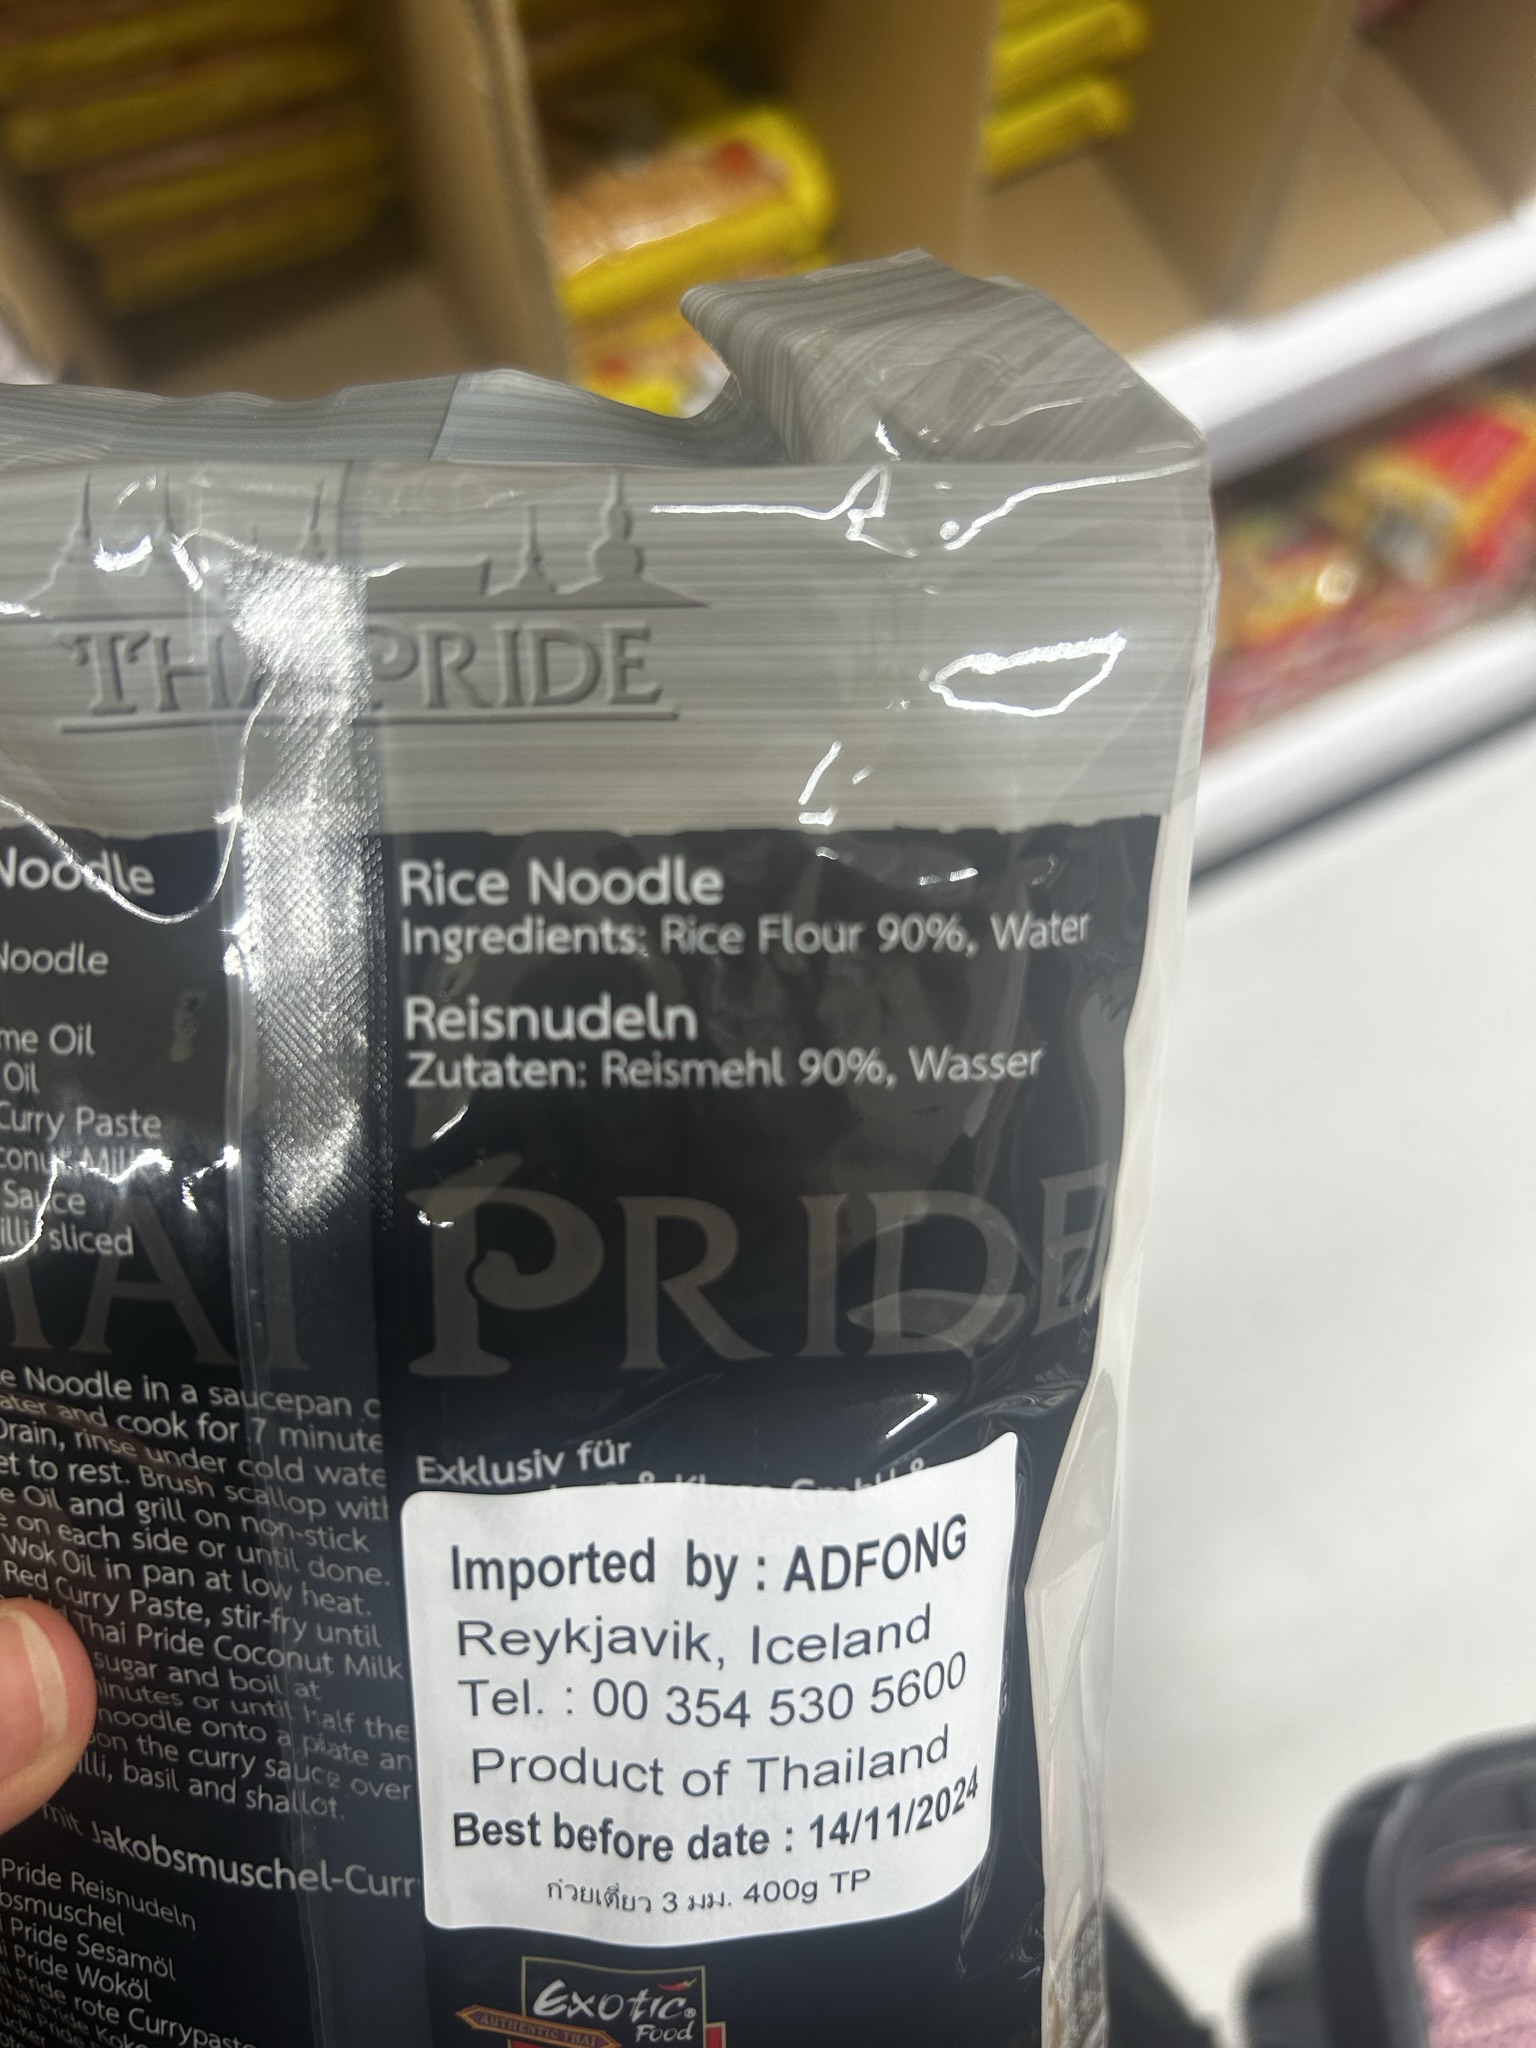 THAI PRIDE
Noodle
Noodle
me Oil
Oil
Curry Paste
conut Milk
Sauce
illi, sliced
Rice Noodle
Ingredients: Rice Flour 90%, Water
Reisnudeln
Zutaten: Reismehl 90%, Wasser
HAI PRIDE
e Noodle in a saucepan o
ater and cook for 7 minute
Drain, rinse under cold wate
et to rest. Brush scallop with
e Oil and grill on non-stick
e on each side or until done.
Wok Oil in pan at low heat.
Red Curry Paste, stir-fry until
Thai Pride Coconut Milk
sugar and boil at
minutes or until half the
noodle onto a plate an
on the curry sauce over
illi, basil and shallot.
mit Jakobsmuschel-Curr
Pride Reisnudeln
osmuschel
Pride Sesamöl
Pride Woköl
Pride rote Currypaste
Exklusiv für
Imported by : ADFONG
Reykjavik, Iceland
Tel. : 00 354 530 5600
Product of Thailand
Best before date : 14/11/2024
ก๋วยเตี๋ยว 3 มม. 400g TP
Exotic®
Food
AUTHENTIC THAI